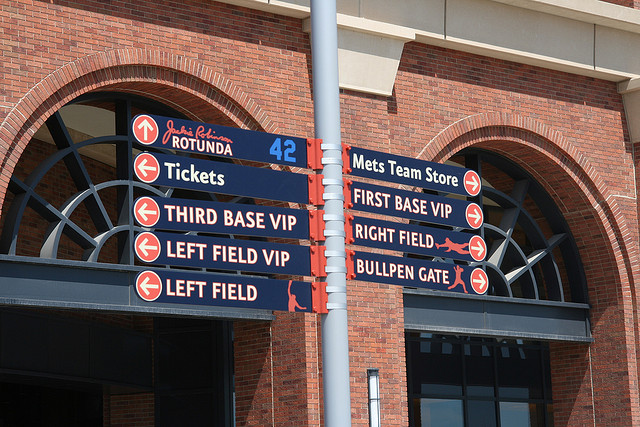 Jackie Robinson
ROTUNDA 42
Tickets
THIRD BASE VIP
LEFT FIELD VIP
LEFT FIELD
Mets Team Store
FIRST BASE VIP
RIGHT FIELD
BULLPEN GATE